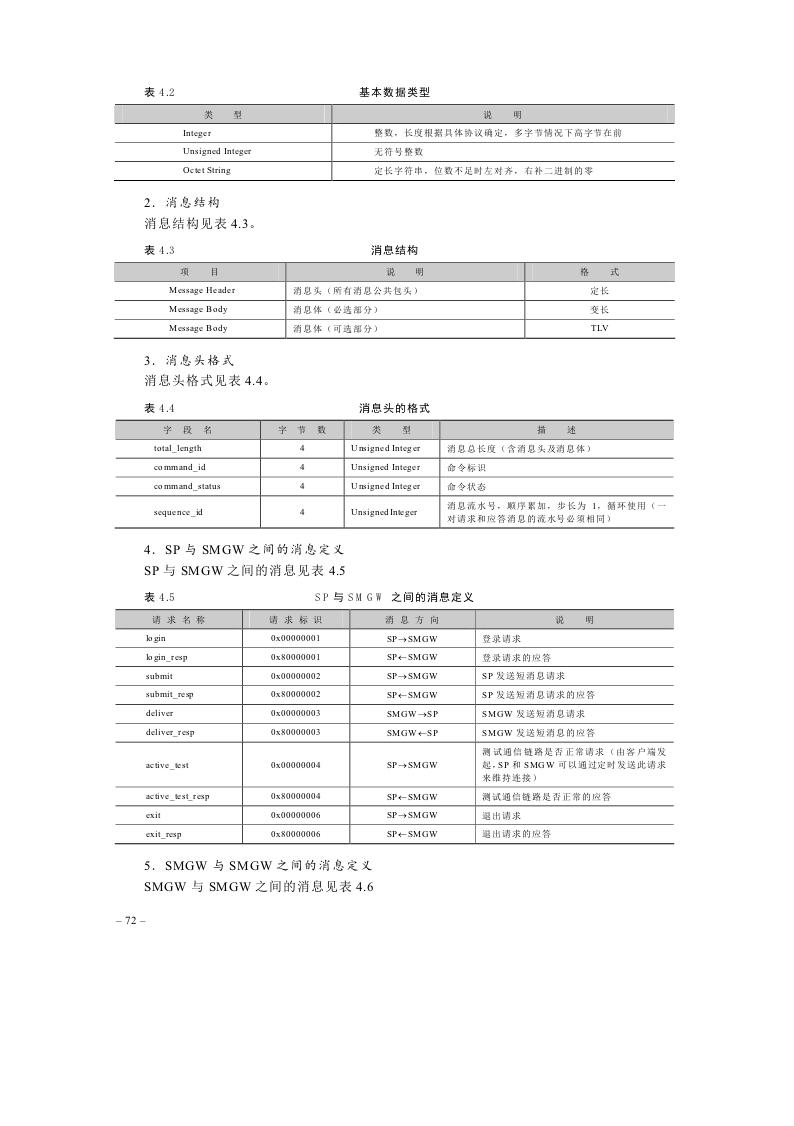 表 4.2 基本数据类型
类 型 说 明
Integer 整数，长度根据具体协议确定，多字节情况下高字节在前
Unsigned Integer 无符号整数
Octet String 定长字符串，位数不足时左对齐，右补二进制的零
2．消息结构
消息结构见表 4.3。
表 4.3 消息结构
项 目 说 明 格 式
Message Header 消息头（所有消息公共包头） 定长
Message Body 消息体（必选部分） 变长
Message Body 消息体（可选部分） TLV
3．消息头格式
消息头格式见表 4.4。
表 4.4 消息头的格式
字 段 名 字 节 数 类 型 描 述
total_length 4 Unsigned Integer 消息总长度（含消息头及消息体）
command_id 4 Unsigned Integer 命令标识
command_status 4 Unsigned Integer 命令状态
sequence_id 4 Unsigned Integer 消息流水号，顺序累加，步长为 1，循环使用（一
对请求和应答消息的流水号必须相同）
4．SP 与 SMGW 之间的消息定义
SP 与 SMGW 之间的消息见表 4.5
表 4.5 SP 与 SMGW 之间的消息定义
请 求 名 称 请 求 标 识 消 息 方 向 说 明
login 0x00000001 SP→SMGW 登录请求
login_resp 0x80000001 SP←SMGW 登录请求的应答
submit 0x00000002 SP→SMGW SP 发送短消息请求
submit_resp 0x80000002 SP←SMGW SP 发送短消息请求的应答
deliver 0x00000003 SMGW→SP SMGW 发送短消息请求
deliver_resp 0x80000003 SMGW←SP SMGW 发送短消息的应答
active_test 0x00000004 SP→SMGW 测试通信链路是否正常请求（由客户端发
起，SP 和 SMGW 可以通过定时发送此请求
来维持连接）
active_test_resp 0x80000004 SP←SMGW 测试通信链路是否正常的应答
exit 0x00000006 SP→SMGW 退出请求
exit_resp 0x80000006 SP←SMGW 退出请求的应答
5．SMGW 与 SMGW 之间的消息定义
SMGW 与 SMGW 之间的消息见表 4.6
– 72 –